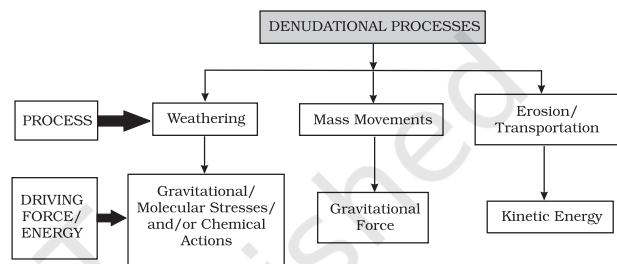 DENUDATIONAL PROCESSES
PROCESS
Weathering
Mass Movements
Erosion/
Transportation
DRIVING
FORCE/
ENERGY
Gravitational/
Molecular Stresses/
and/or Chemical
Actions
Gravitational
Force
Kinetic Energy